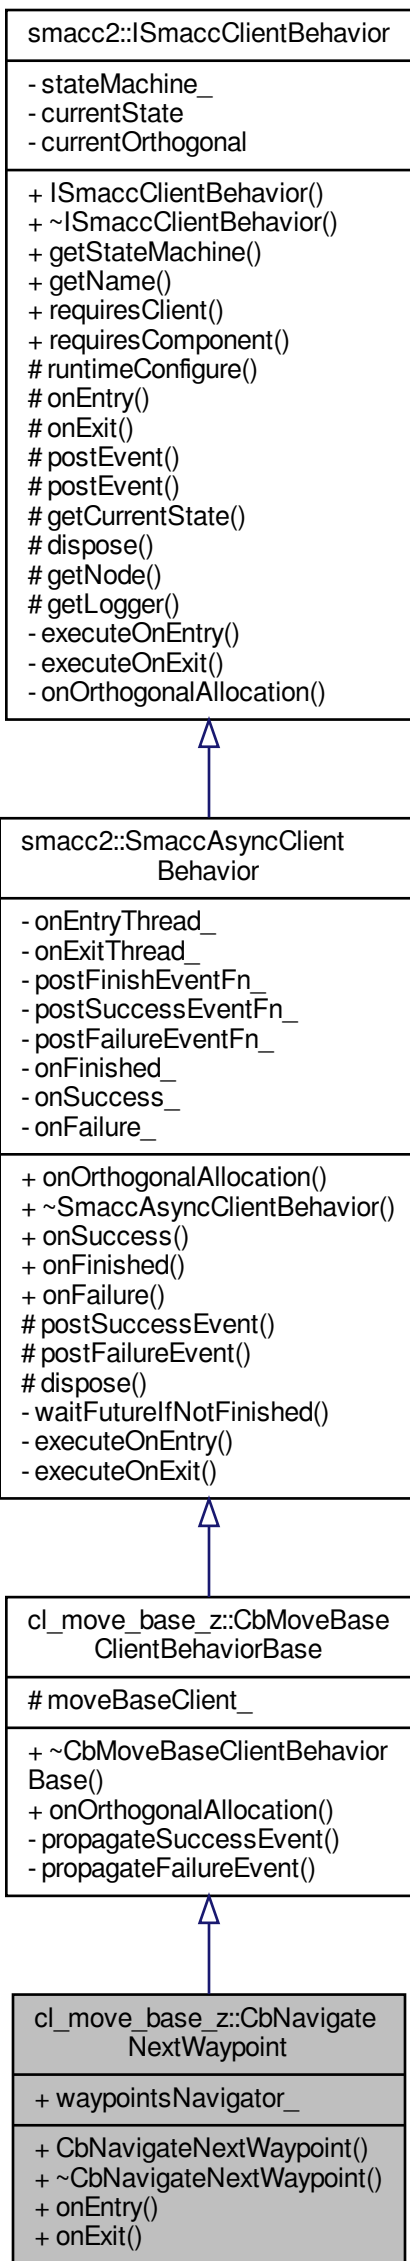 smacc2::ISmaccClientBehavior
- stateMachine_
- currentState
- currentOrthogonal
+ ISmaccClientBehavior()
+ ~ISmaccClientBehavior()
+ getStateMachine()
+ getName()
+ requiresClient()
+ requiresComponent()
# runtimeConfigure()
# onEntry()
# onExit()
# postEvent()
# postEvent()
# getCurrentState()
# dispose()
# getNode()
# getLogger()
- executeOnEntry()
- executeOnExit()
- onOrthogonalAllocation()
smacc2::SmaccAsyncClient
Behavior
- onEntryThread_
- onExitThread_
- postFinishEventFn_
- postSuccessEventFn_
- postFailureEventFn_
- onFinished_
- onSuccess_
- onFailure_
+ onOrthogonalAllocation()
+ ~SmaccAsyncClientBehavior()
+ onSuccess()
+ onFinished()
+ onFailure()
# postSuccessEvent()
# postFailureEvent()
# dispose()
- waitFutureIfNotFinished()
- executeOnEntry()
- executeOnExit()
cl_move_base_z::CbMoveBase
ClientBehaviorBase
# moveBaseClient_
+ ~CbMoveBaseClientBehavior
Base()
+ onOrthogonalAllocation()
- propagateSuccessEvent()
- propagateFailureEvent()
cl_move_base_z::CbNavigate
NextWaypoint
+ waypointsNavigator_
+ CbNavigateNextWaypoint()
+ ~CbNavigateNextWaypoint()
+ onEntry()
+ onExit()